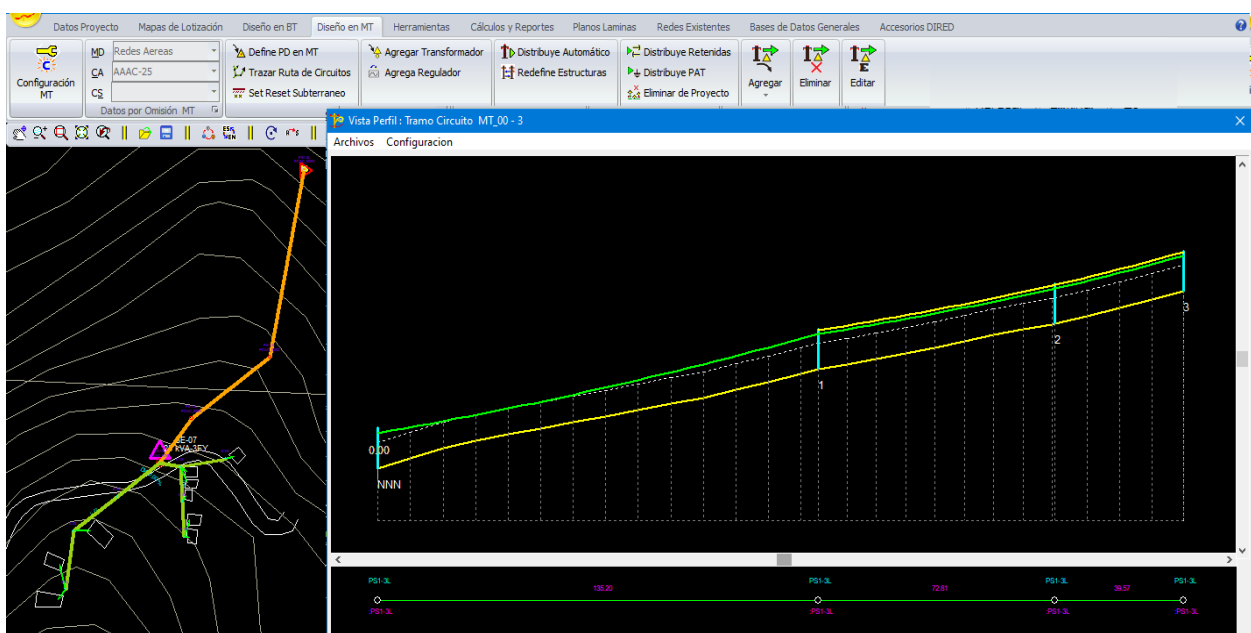 Datos Proyecto Mapas de Lotización Diseño en BT Diseño en MT Herramientas Cálculos y Reportes Planos Laminas Redes Existentes Bases de Datos Generales Accesorios DIRED
MD Redes Aereas Define PD en MT Agregar Transformador Distribuye Automático Distribuye Retenidas
CA AAAC-25 Trazar Ruta de Circuitos Agrega Regulador Redefine Estructuras Distribuye PAT
Configuración MT CS Set Reset Subterraneo Eliminar de Proyecto Agregar Eliminar Editar
Datos por Omisión MT
Vista Perfil : Tramo Circuito MT_00 - 3
Archivos Configuracion
3
2
1
0.00
NNN
SE-07
PS1-3L PS1-3L PS1-3L PS1-3L
135.20 72.81 39.57
PS1-3L PS1-3L PS1-3L PS1-3L